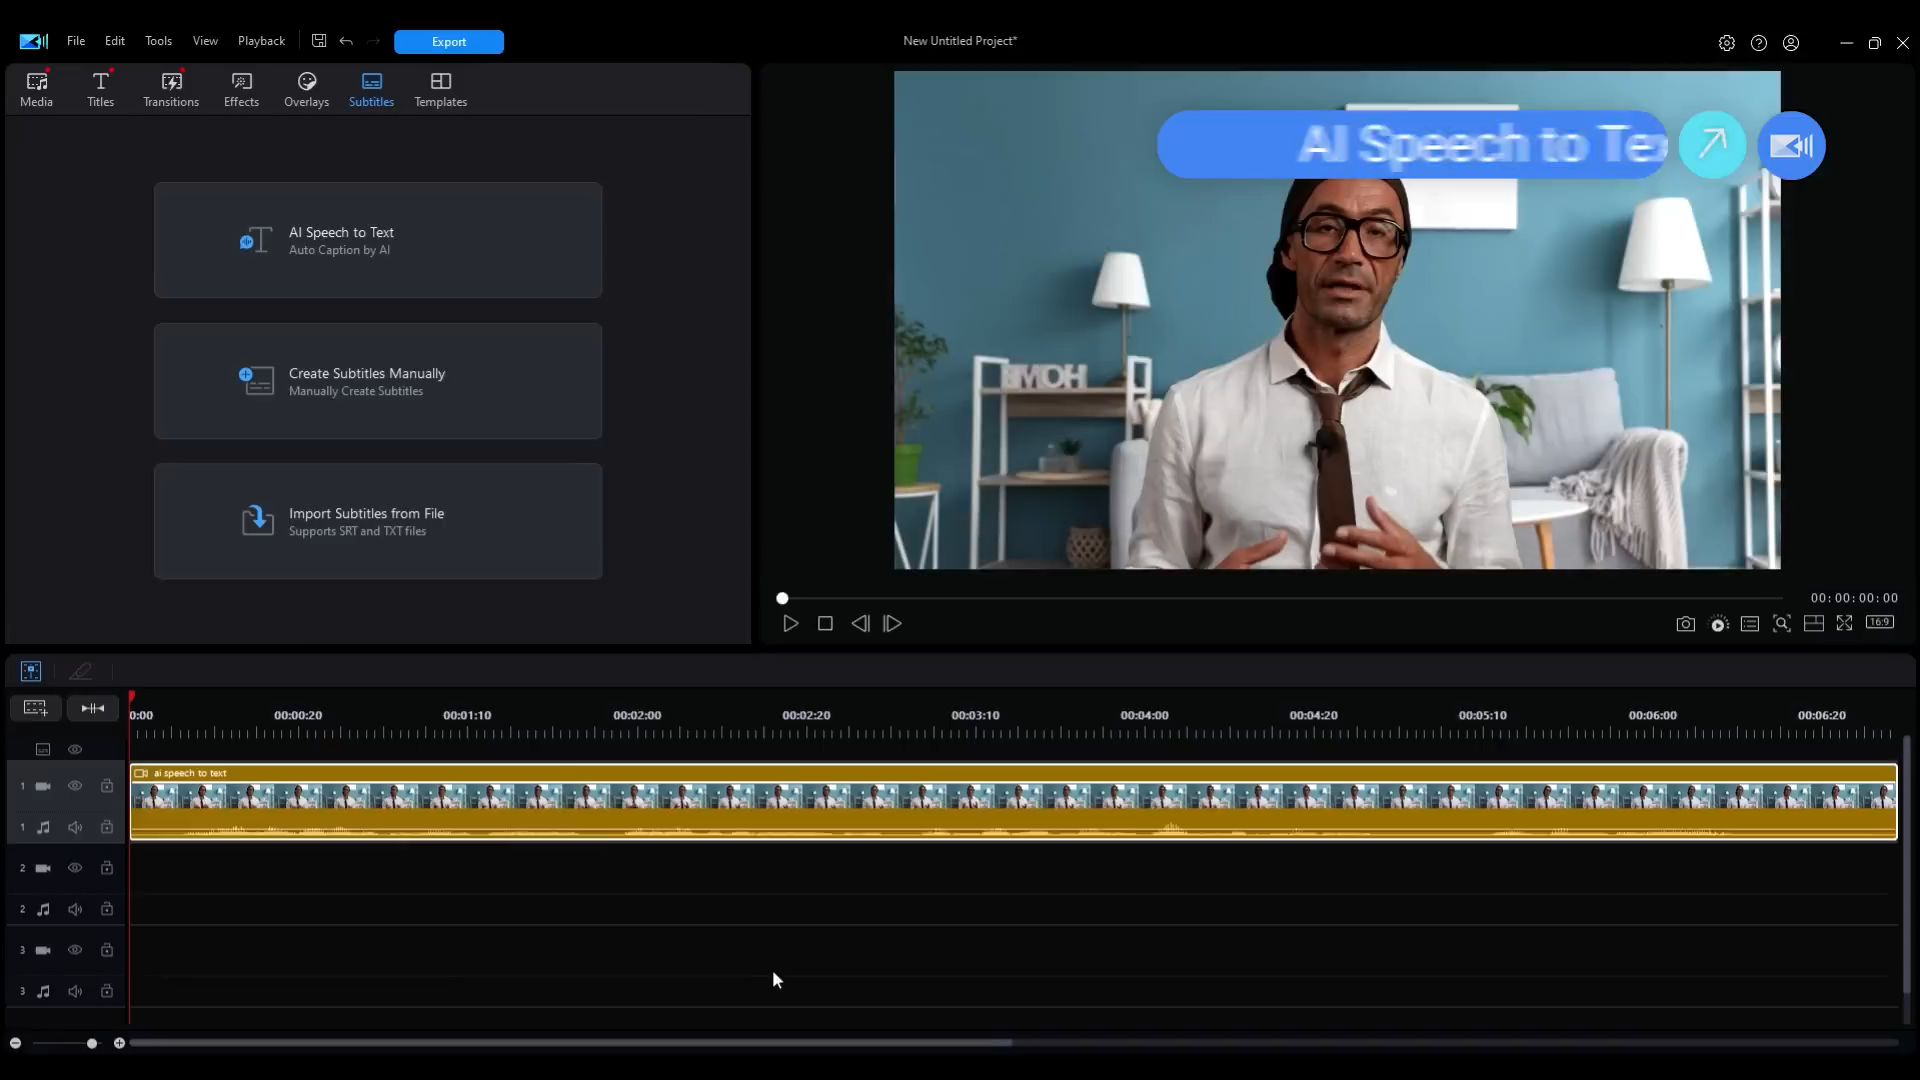 File Edit Tools View Playback Export New Untitled Project*
Media Titles Transitions Effects Overlays Subtitles Templates
AI Speech to Text
Auto Caption by AI
Create Subtitles Manually
Manually Create Subtitles
Import Subtitles from File
Supports SRT and TXT files
AI Speech to Tex
HOME
00:00:00:00
16:9
0:00 00:00:20 00:01:10 00:02:00 00:02:20 00:03:10 00:04:00 00:04:20 00:05:10 00:06:00 00:06:20
ai speech to text
1
1
2
2
3
3